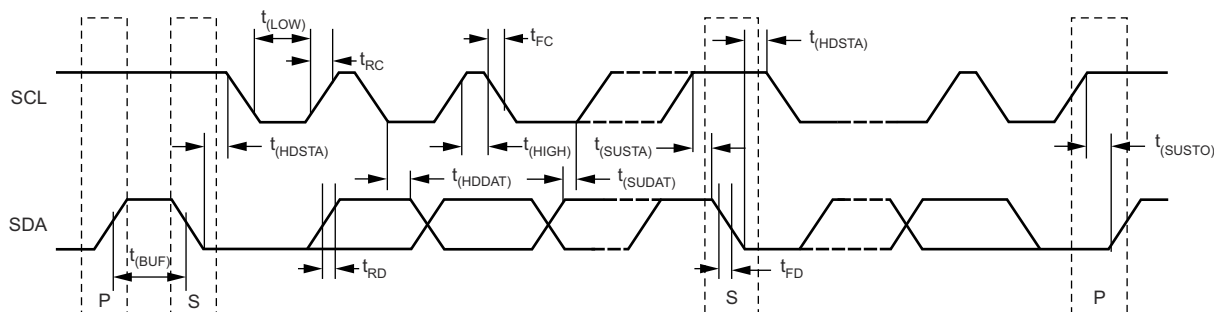 t(LOW)
tRC
tFC
t(HDSTA)
SCL
t(HDSTA)
t(HIGH)
t(SUSTA)
t(SUSTO)
t(HDDAT)
t(SUDAT)
SDA
t(BUF)
tRD
tFD
P
S
S
P